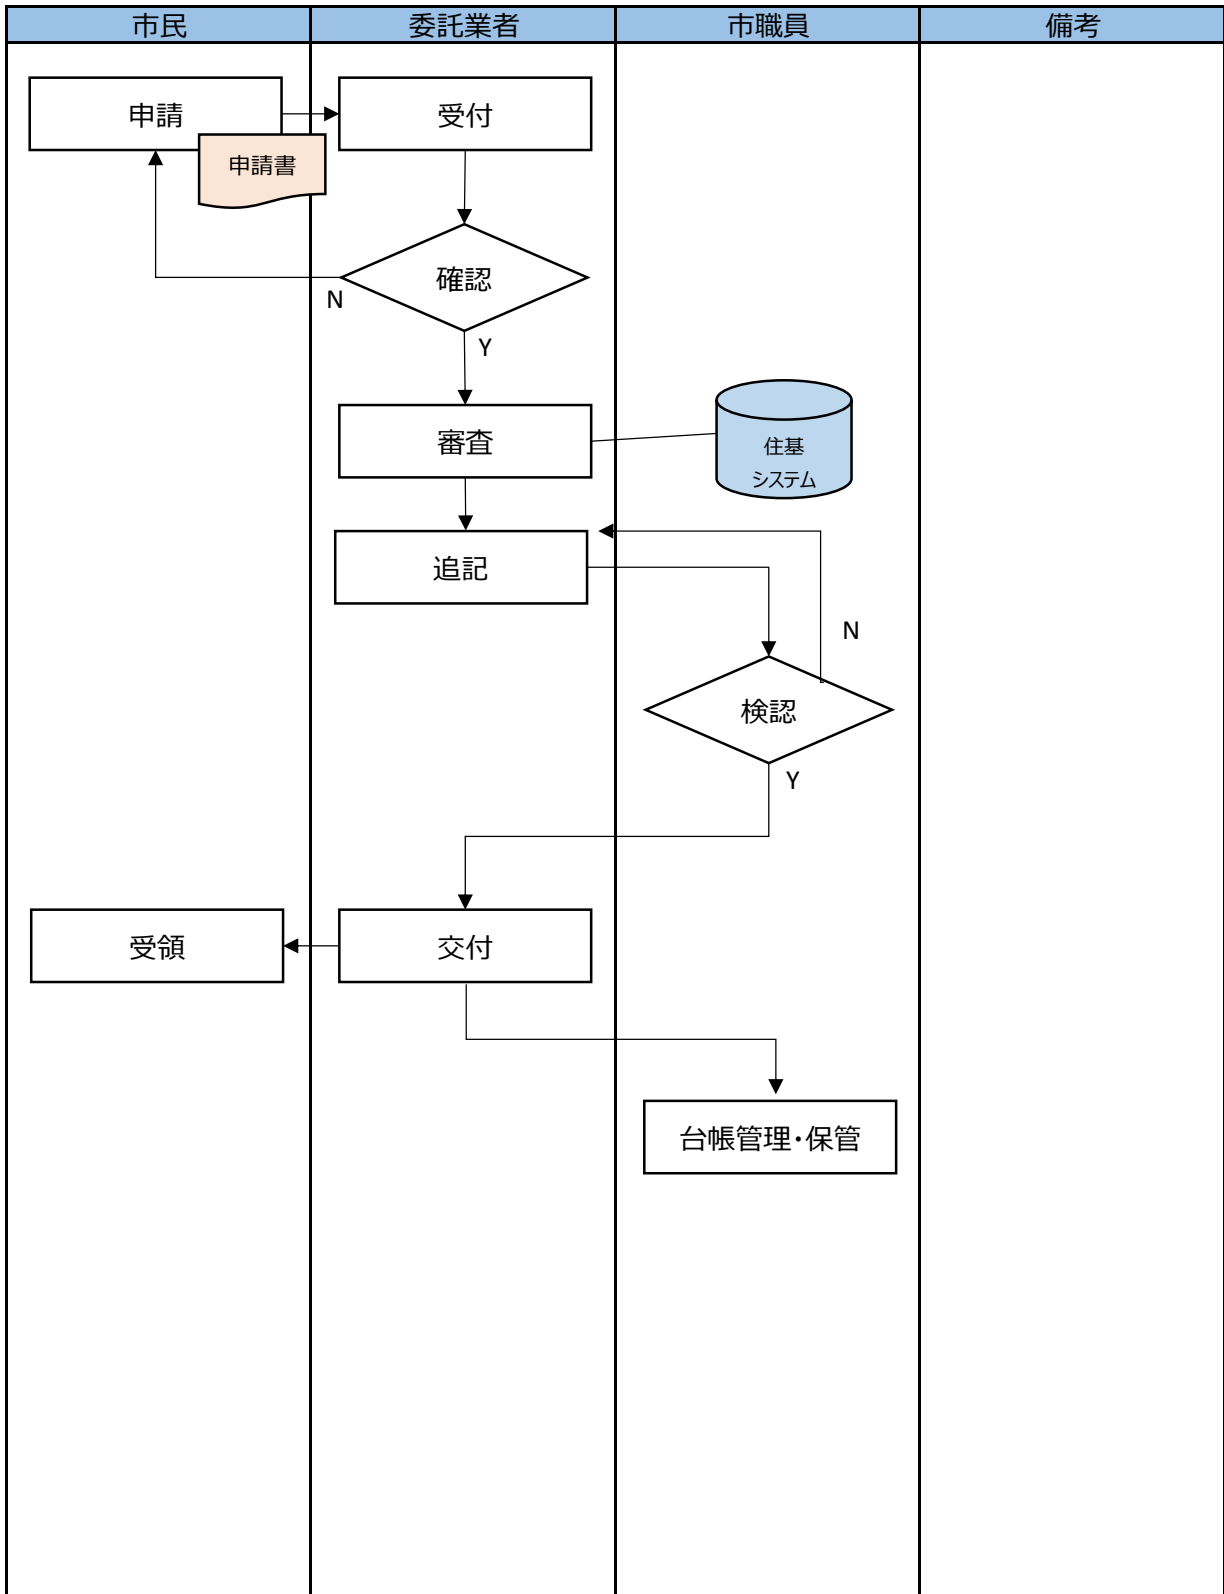 市民
委託業者
市職員
備考
申請
受付
申請書
確認
N
Y
審査
住基
システム
追記
N
検認
Y
受領
交付
台帳管理・保管